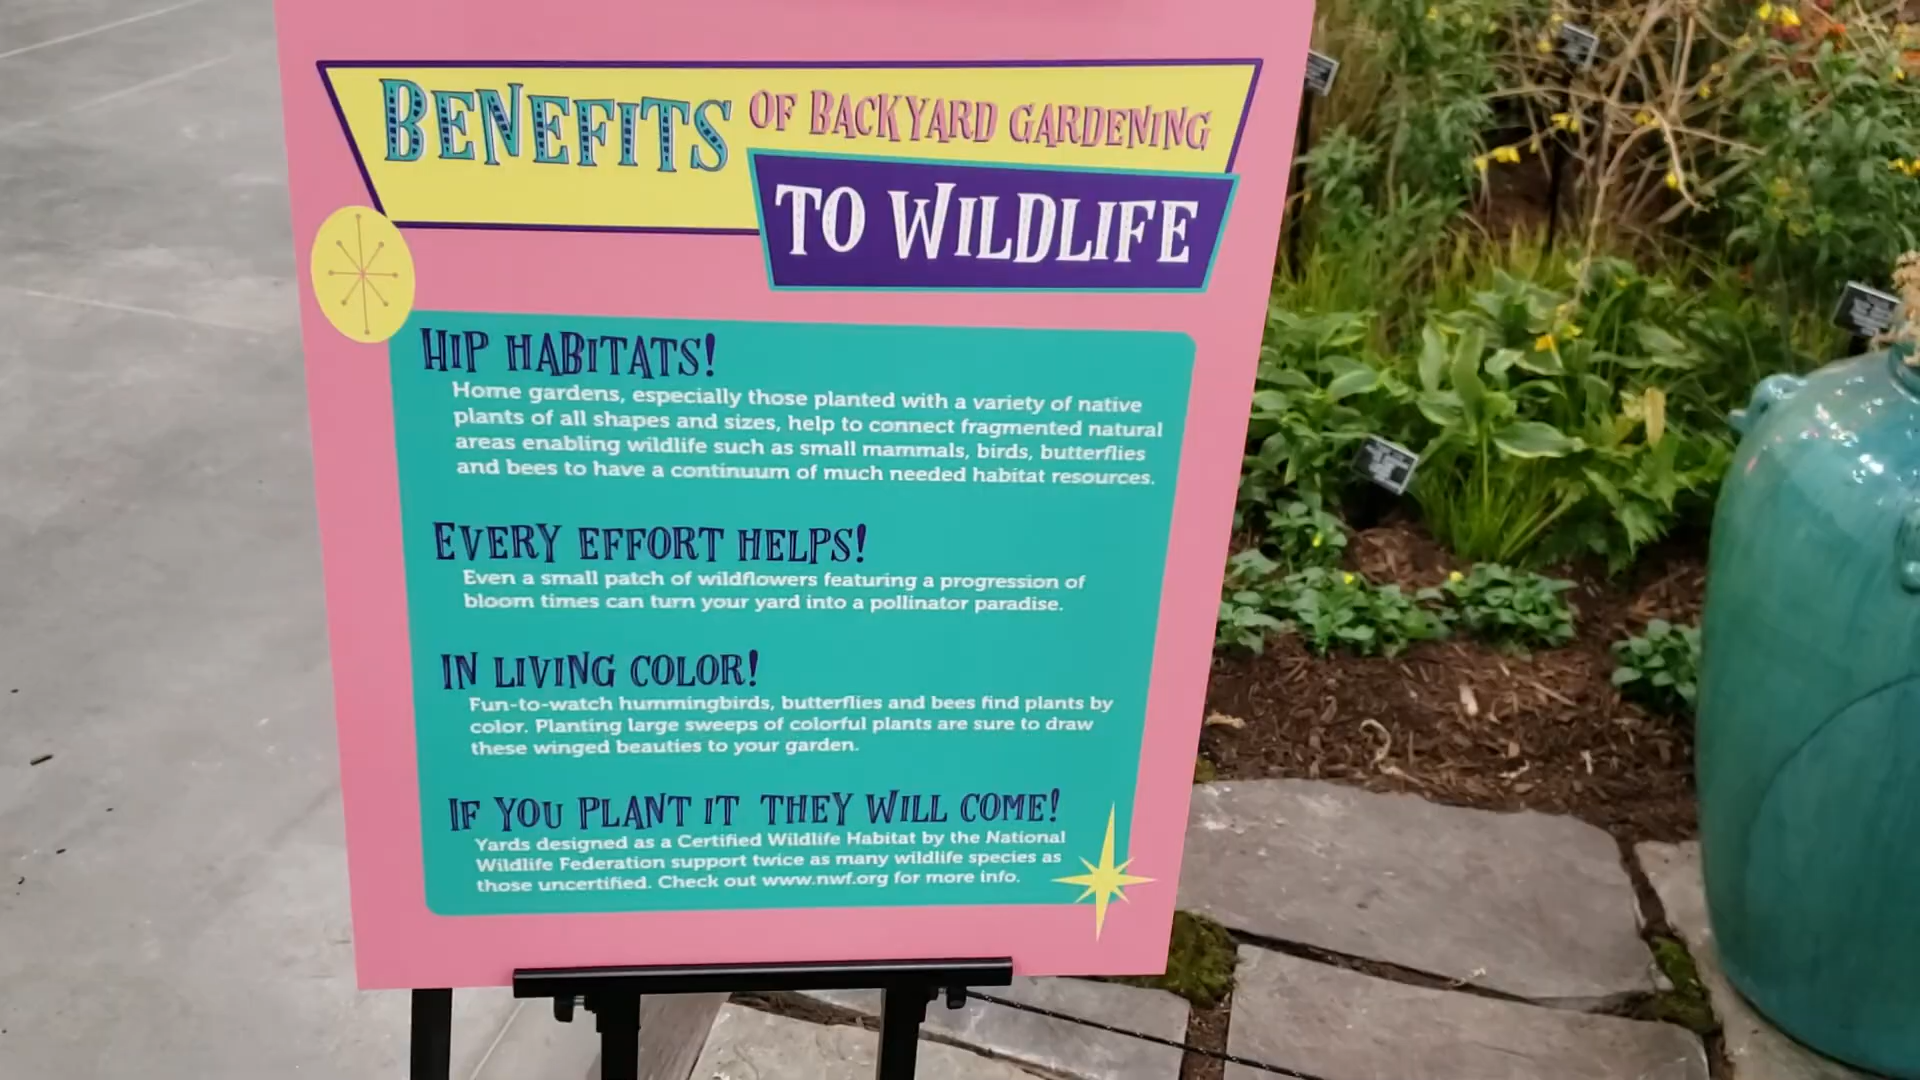 BENEFITS OF BACKYARD GARDENING
TO WILDLIFE
HIP HABITATS!
Home gardens, especially those planted with a variety of native
plants of all shapes and sizes, help to connect fragmented natural
areas enabling wildlife such as small mammals, birds, butterflies
and bees to have a continuum of much needed habitat resources.
EVERY EFFORT HELPS!
Even a small patch of wildflowers featuring a progression of
bloom times can turn your yard into a pollinator paradise.
IN LIVING COLOR!
Fun-to-watch hummingbirds, butterflies and bees find plants by
color. Planting large sweeps of colorful plants are sure to draw
these winged beauties to your garden.
IF YOU PLANT IT THEY WILL COME!
Yards designed as a Certified Wildlife Habitat by the National
Wildlife Federation support twice as many wildlife species as
those uncertified. Check out www.nwf.org for more info.